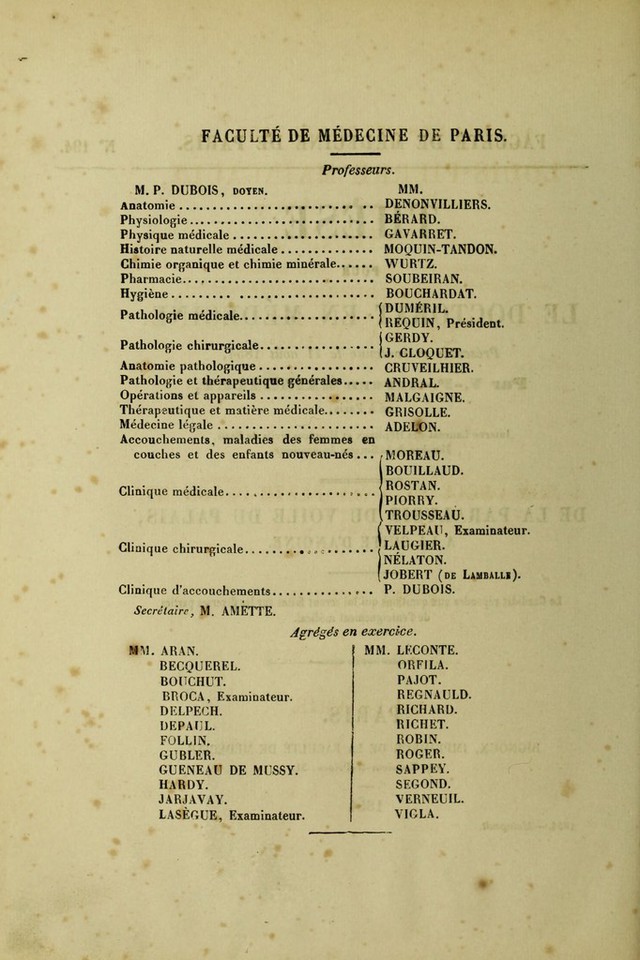 FACULTÉ DE MÉDECINE DE PARIS.
Professeurs.
M. P. DUBOIS, DOYEN. MM.
Anatomie ........................ DENONVILLIERS.
Physiologie ........................ BÉRARD.
Physique médicale .................... GAVARRET.
Histoire naturelle médicale .............. MOQUIN-TANDON.
Chimie organique et chimie minérale...... WURTZ.
Pharmacie............................ SOUBEIRAN.
Hygiène ............................ BOUCHARDAT.
Pathologie médicale.................... DUMÉRIL.
REQUIN, Président.
Pathologie chirurgicale................. GERDY.
J. CLOQUET.
Anatomie pathologique ................. CRUVEILHIER.
Pathologie et thérapeutique générales..... ANDRAL.
Opérations et appareils ................. MALGAIGNE.
Thérapeutique et matière médicale........ GRISOLLE.
Médecine légale ....................... ADELON.
Accouchements, maladies des femmes en
couches et des enfants nouveau-nés ... MOREAU.
Clinique médicale...................... BOUILLAUD.
ROSTAN.
PIORRY.
TROUSSEAU.
Clinique chirurgicale.................... VELPEAU, Examinateur.
LAUGIER.
NÉLATON.
JOBERT (DE LAMBALLE).
Clinique d'accouchements............... P. DUBOIS.
Secrétaire, M. AMÉTTE.
Agrégés en exercice.
MM. ARAN. MM. LECONTE.
BECQUEREL. ORFILA.
BOUCHUT. PAJOT.
BROCA, Examinateur. REGNAULD.
DELPECH. RICHARD.
DEPAUL. RICHET.
FOLLIN. ROBIN.
GUBLER. ROGER.
GUENEAU DE MUSSY. SAPPEY.
HARDY. SEGOND.
JARJAVAY. VERNEUIL.
LASÈGUE, Examinateur. VIGLA.